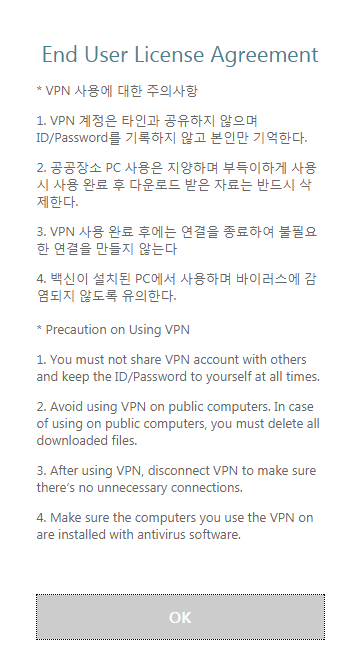 End User License Agreement
* VPN 사용에 대한 주의사항
1. VPN 계정은 타인과 공유하지 않으며
ID/Password를 기록하지 않고 본인만 기억한다.
2. 공공장소 PC 사용은 지양하며 부득이하게 사용
시 사용 완료 후 다운로드 받은 자료는 반드시 삭
제한다.
3. VPN 사용 완료 후에는 연결을 종료하여 불필요
한 연결을 만들지 않는다
4. 백신이 설치된 PC에서 사용하며 바이러스에 감
염되지 않도록 유의한다.
* Precaution on Using VPN
1. You must not share VPN account with others
and keep the ID/Password to yourself at all times.
2. Avoid using VPN on public computers. In case
of using on public computers, you must delete all
downloaded files.
3. After using VPN, disconnect VPN to make sure
there's no unnecessary connections.
4. Make sure the computers you use the VPN on
are installed with antivirus software.
OK